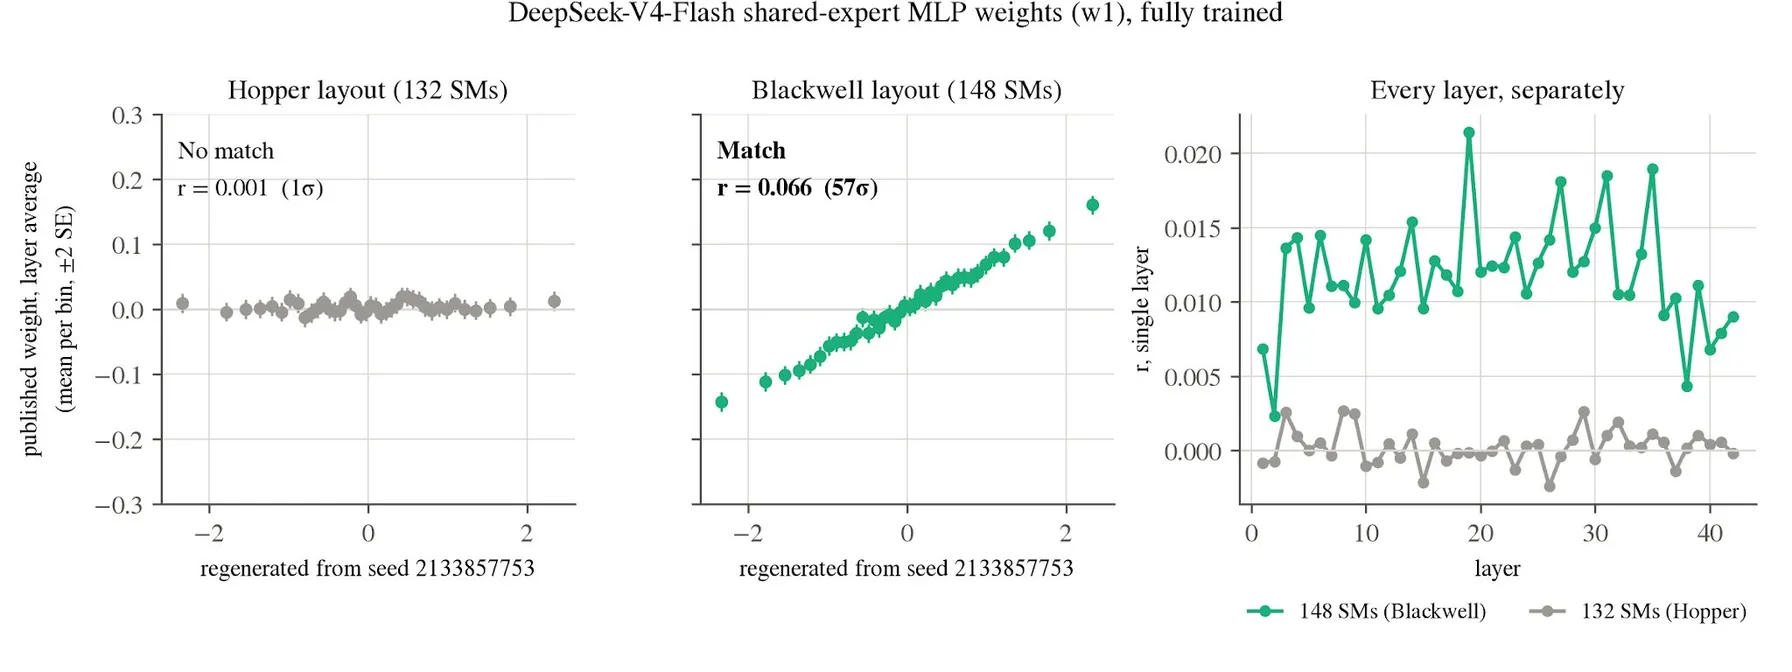 DeepSeek-V4-Flash shared-expert MLP weights (w1), fully trained
Hopper layout (132 SMs)
published weight, layer average
(mean per bin, ±2 SE)
0.3
0.2
0.1
0.0
−0.1
−0.2
−0.3
No match
r = 0.001 (1σ)
−2
0
2
regenerated from seed 2133857753
Blackwell layout (148 SMs)
Match
r = 0.066 (57σ)
−2
0
2
regenerated from seed 2133857753
Every layer, separately
r, single layer
0.020
0.015
0.010
0.005
0.000
0
10
20
30
40
layer
148 SMs (Blackwell)
132 SMs (Hopper)